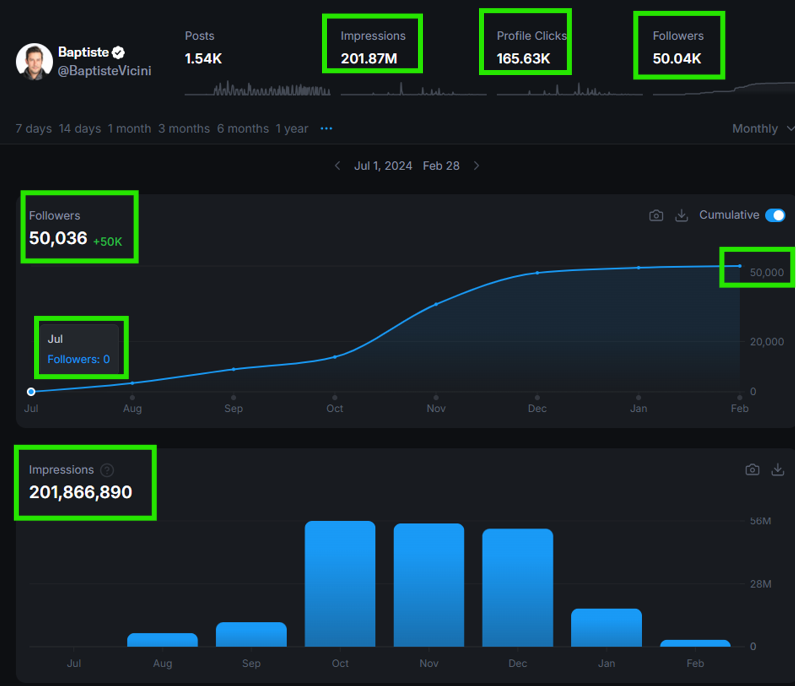 Baptiste
@BaptisteVicini
Posts
1.54K
Impressions
201.87M
Profile Clicks
165.63K
Followers
50.04K
7 days 14 days 1 month 3 months 6 months 1 year ···
Monthly
Jul 1, 2024 Feb 28
Followers
50,036 +50K
Cumulative
50,000
Jul
Followers: 0
20,000
0
Jul Aug Sep Oct Nov Dec Jan Feb
Impressions ?
201,866,890
56M
28M
0
Jul Aug Sep Oct Nov Dec Jan Feb